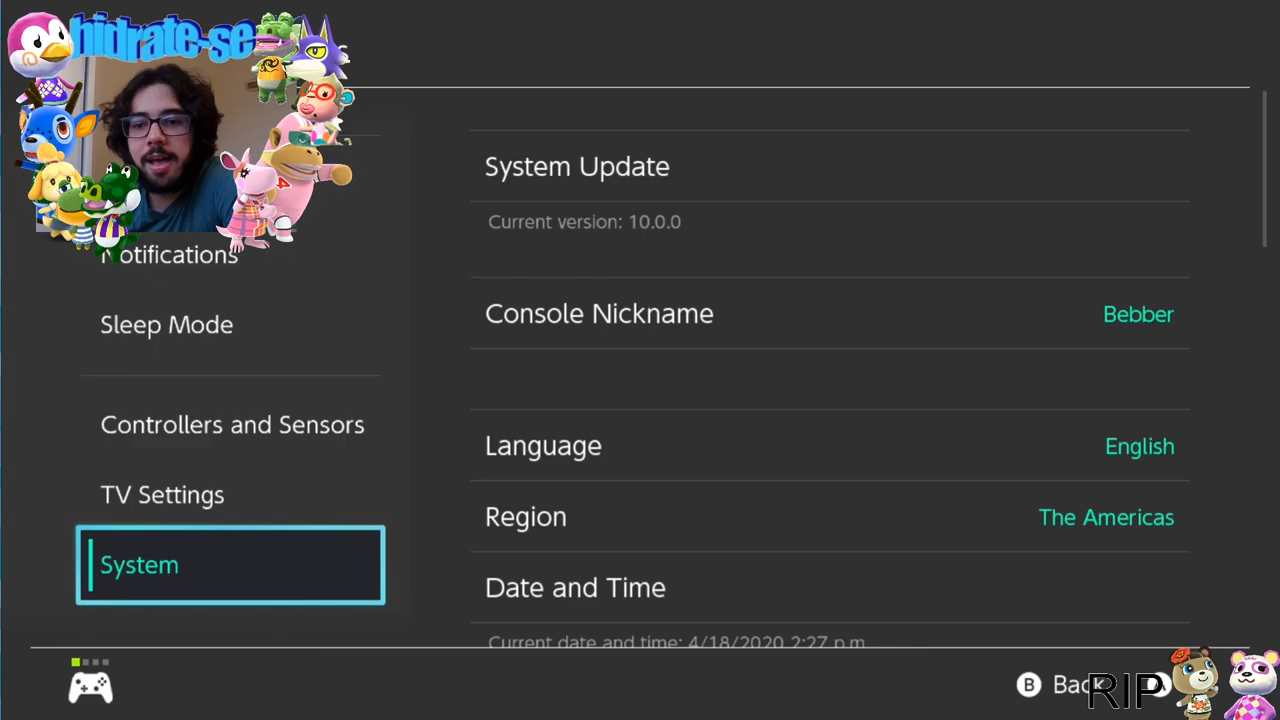 hidrate-se
Notifications
Sleep Mode
Controllers and Sensors
TV Settings
System
System Update
Current version: 10.0.0
Console Nickname
Bebber
Language
English
Region
The Americas
Date and Time
Current date and time: 4/18/2020 2:27 p.m.
B Back
RIP
4